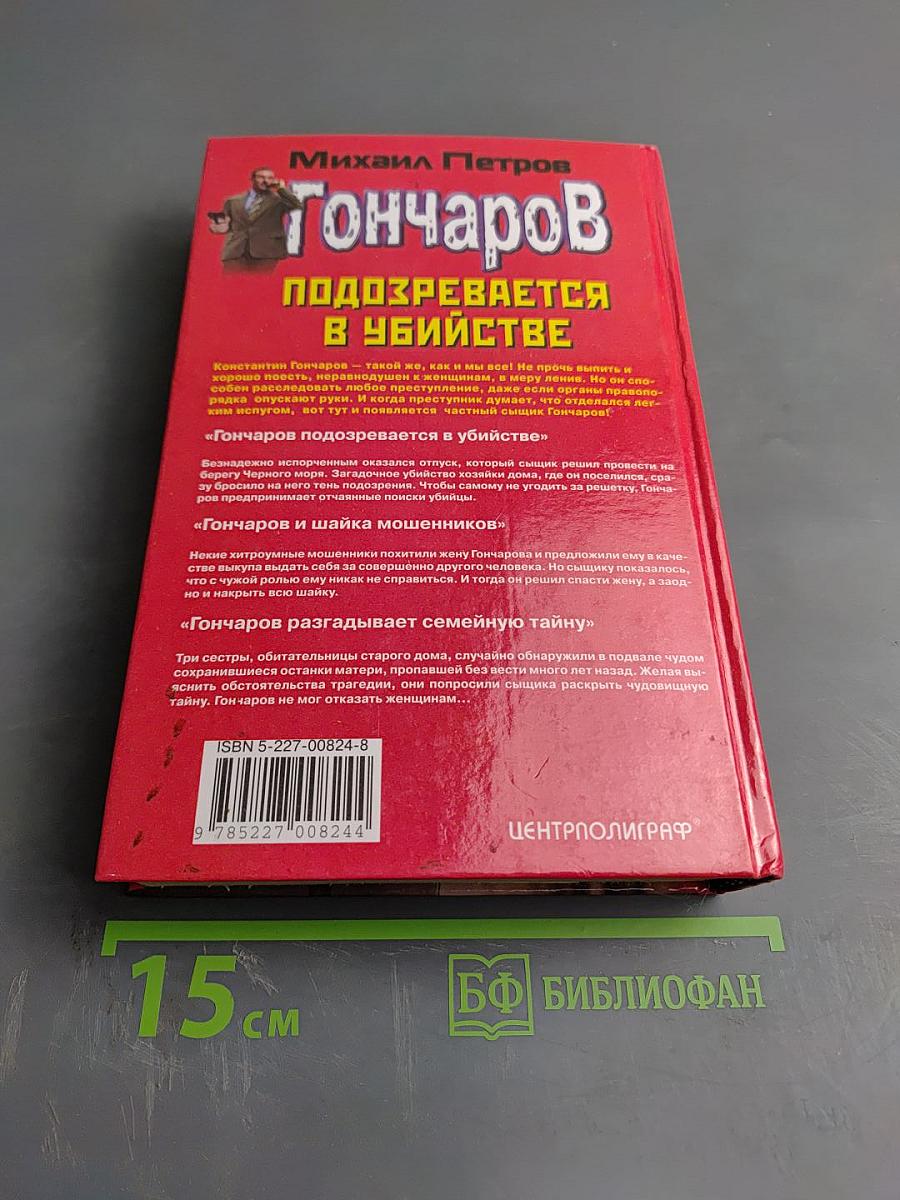 Михаил Петров
Гончаров
ПОДОЗРЕВАЕТСЯ
В УБИЙСТВЕ
Константин Гончаров — такой же, как и мы все! Не прочь выпить и
хорошо поесть, неравнодушен к женщинам, в меру ленив. Но он спо-
собен расследовать любое преступление, даже если органы правопо-
рядка опускают руки. И когда преступник думает, что отделался лег-
ким испугом, вот тут и появляется частный сыщик Гончаров!
«Гончаров подозревается в убийстве»
Безнадежно испорченным оказался отпуск, который сыщик решил провести на
берегу Черного моря. Загадочное убийство хозяйки дома, где он поселился, сра-
зу бросило на него тень подозрения. Чтобы самому не угодить за решетку, Гонча-
ров предпринимает отчаянные поиски убийцы.
«Гончаров и шайка мошенников»
Некие хитроумные мошенники похитили жену Гончарова и предложили ему в каче-
стве выкупа выдать себя за совершенно другого человека. Но сыщику показалось,
что с чужой ролью ему никак не справиться. И тогда он решил спасти жену, а заод-
но и накрыть всю шайку.
«Гончаров разгадывает семейную тайну»
Три сестры, обитательницы старого дома, случайно обнаружили в подвале чудом
сохранившиеся останки матери, пропавшей без вести много лет назад. Желая вы-
яснить обстоятельства трагедии, они попросили сыщика раскрыть чудовищную
тайну. Гончаров не мог отказать женщинам...
ISBN 5-227-00824-8
9 785227 008244
ЦЕНТРПОЛИГРАФ®
15 см
БФ БИБЛИОФАН